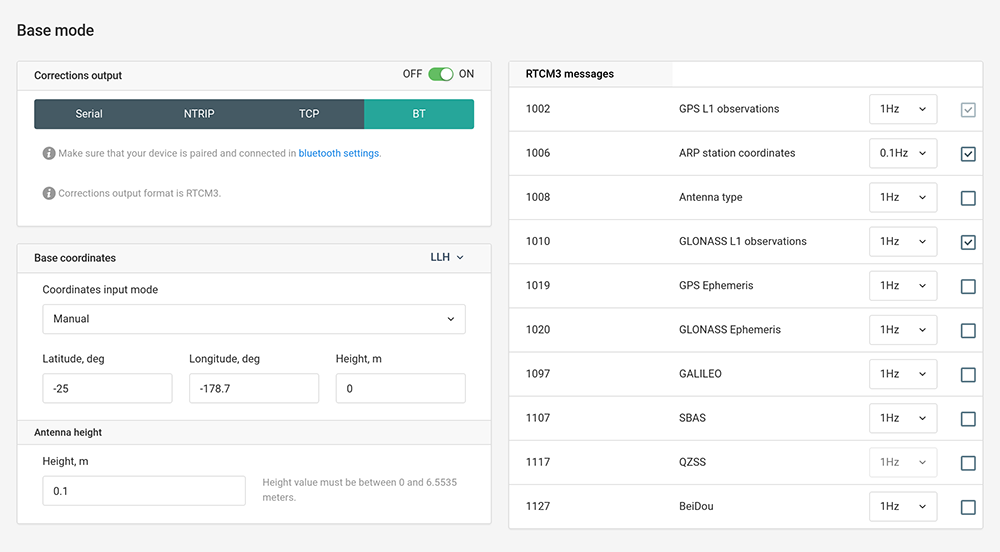 Base mode
Corrections output OFF ON
Serial NTRIP TCP BT
Make sure that your device is paired and connected in bluetooth settings.
Corrections output format is RTCM3.
Base coordinates LLH
Coordinates input mode
Manual
Latitude, deg Longitude, deg Height, m
-25 -178.7 0
Antenna height
Height, m
0.1
Height value must be between 0 and 6.5535
meters.
RTCM3 messages
1002 GPS L1 observations 1Hz
1006 ARP station coordinates 0.1Hz
1008 Antenna type 1Hz
1010 GLONASS L1 observations 1Hz
1019 GPS Ephemeris 1Hz
1020 GLONASS Ephemeris 1Hz
1097 GALILEO 1Hz
1107 SBAS 1Hz
1117 QZSS 1Hz
1127 BeiDou 1Hz